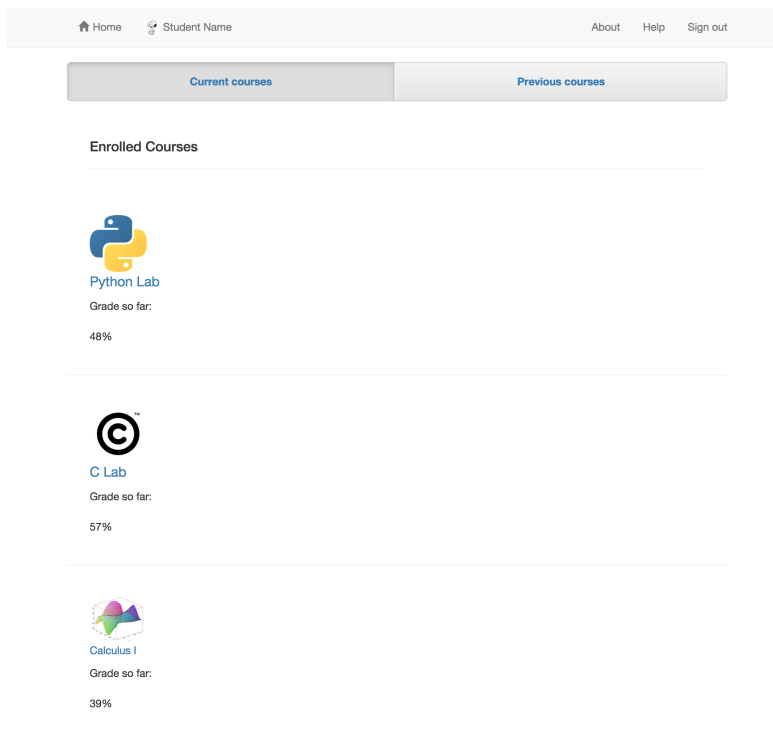 Home Student Name About Help Sign out
Current courses Previous courses
Enrolled Courses
Python Lab
Grade so far:
48%
C Lab
Grade so far:
57%
Calculus I
Grade so far:
39%